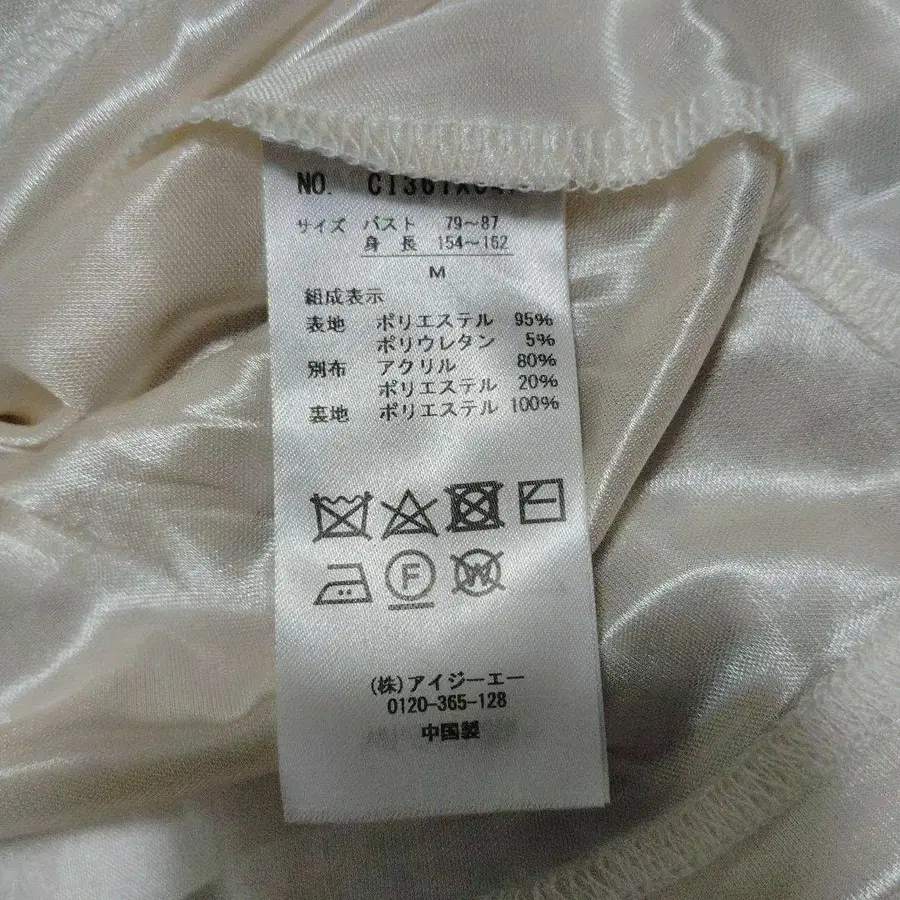 NO.
サイズ バスト 79～87
身 長 154～162
M
組成表示
表地 ポリエステル 95%
ポリウレタン 5%
別布 アクリル 80%
ポリエステル 20%
裏地 ポリエステル 100%
F
W
(株)アイジーエー
0120-365-128
中国製